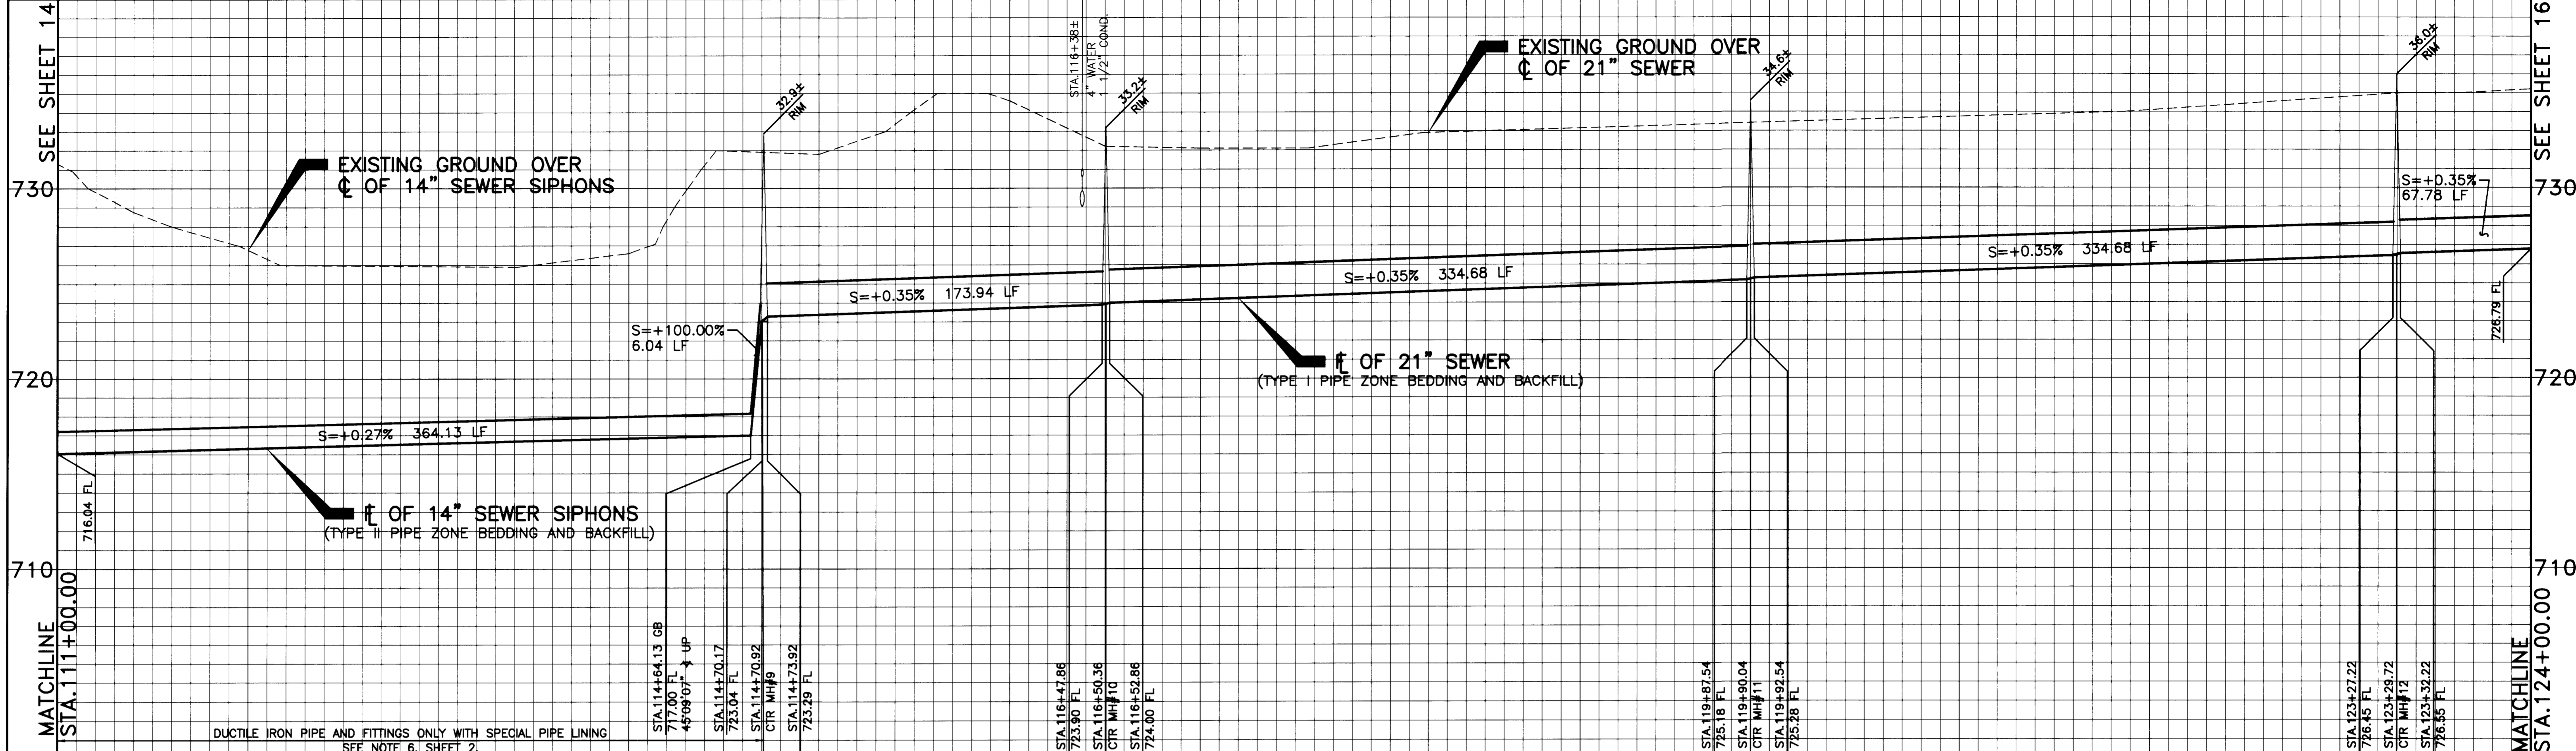 SEE SHEET 14
730
720
710
MATCHLINE
STA.111+00.00
EXISTING GROUND OVER
℄ OF 14" SEWER SIPHONS
32.9±
RIM
STA.116+38±
4" WATER
1 1/2" COND.
33.2±
RIM
EXISTING GROUND OVER
℄ OF 21" SEWER
34.6±
RIM
36.0±
RIM
S=+0.35%
67.78 LF
S=+0.35% 334.68 LF
S=+0.35% 334.68 LF
S=+0.35% 173.94 LF
S=+100.00%
6.04 LF
FL OF 21" SEWER
(TYPE I PIPE ZONE BEDDING AND BACKFILL)
S=+0.27% 364.13 LF
716.04 FL
FL OF 14" SEWER SIPHONS
(TYPE II PIPE ZONE BEDDING AND BACKFILL)
726.79 FL
STA.114+64.13 GB
717.00 FL
45°09'07" ∡ UP
STA.114+70.17
723.04 FL
STA.114+70.92
CTR MH#9
STA.114+73.92
723.29 FL
STA.116+47.86
723.90 FL
STA.116+50.36
CTR MH#10
STA.116+52.86
724.00 FL
STA.119+87.54
725.18 FL
STA.119+90.04
CTR MH#11
STA.119+92.54
725.28 FL
STA.123+27.22
726.45 FL
STA.123+29.72
CTR MH#12
STA.123+32.22
726.55 FL
DUCTILE IRON PIPE AND FITTINGS ONLY WITH SPECIAL PIPE LINING
SEE NOTE 6, SHEET 2.
SEE SHEET 16
730
720
710
MATCHLINE
STA.124+00.00